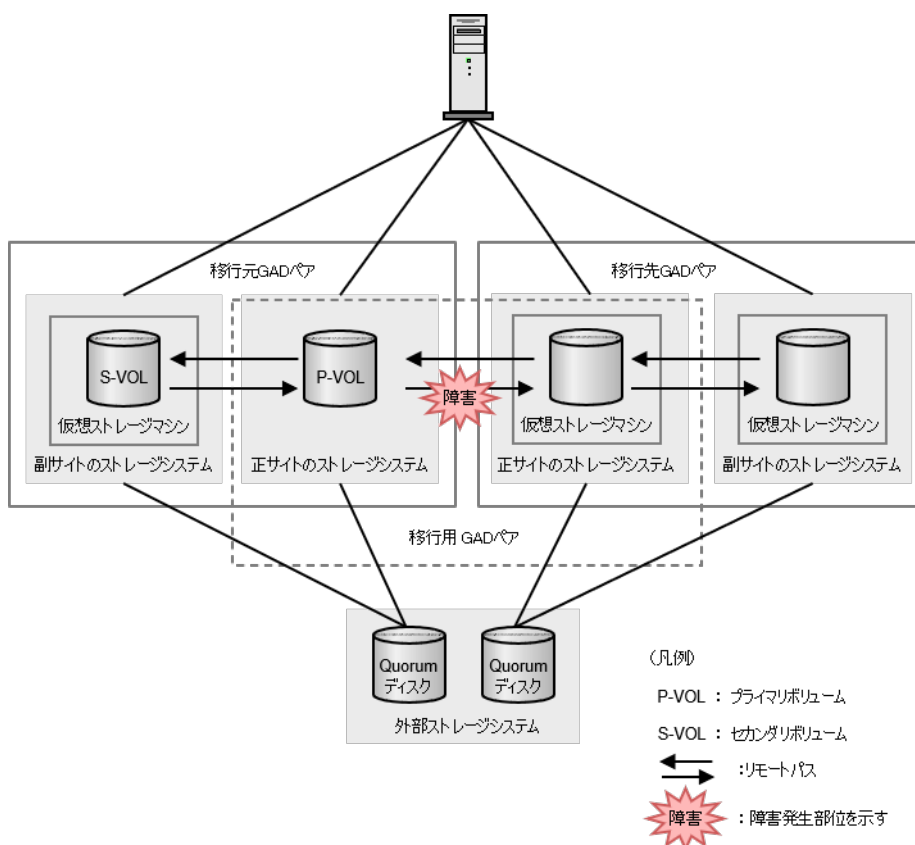 移行元GADペア
移行先GADペア
S-VOL
P-VOL
障害
仮想ストレージマシン
仮想ストレージマシン
仮想ストレージマシン
副サイトのストレージシステム
正サイトのストレージシステム
正サイトのストレージシステム
副サイトのストレージシステム
移行用 GADペア
Quorum
ディスク
Quorum
ディスク
外部ストレージシステム
(凡例)
P-VOL : プライマリボリューム
S-VOL : セカンダリボリューム
:リモートパス
障害 : 障害発生部位を示す